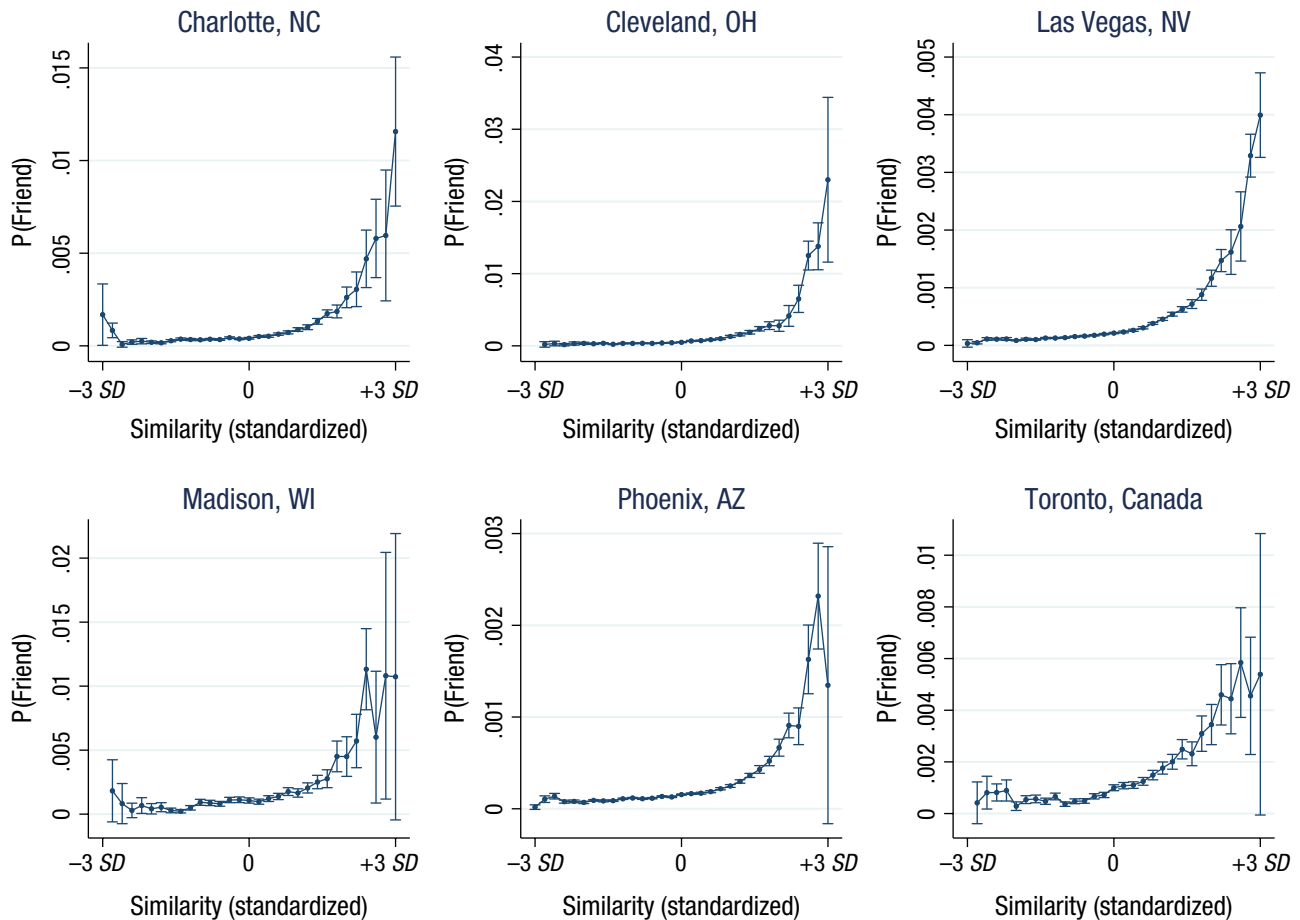 Charlotte, NC
P(Friend)
.015
.01
.005
0
−3 SD
0
+3 SD
Similarity (standardized)
Cleveland, OH
P(Friend)
.04
.03
.02
.01
0
−3 SD
0
+3 SD
Similarity (standardized)
Las Vegas, NV
P(Friend)
.005
.004
.003
.002
.001
0
−3 SD
0
+3 SD
Similarity (standardized)
Madison, WI
P(Friend)
.02
.015
.01
.005
0
−3 SD
0
+3 SD
Similarity (standardized)
Phoenix, AZ
P(Friend)
.003
.002
.001
0
−3 SD
0
+3 SD
Similarity (standardized)
Toronto, Canada
P(Friend)
.01
.008
.006
.004
.002
0
−3 SD
0
+3 SD
Similarity (standardized)